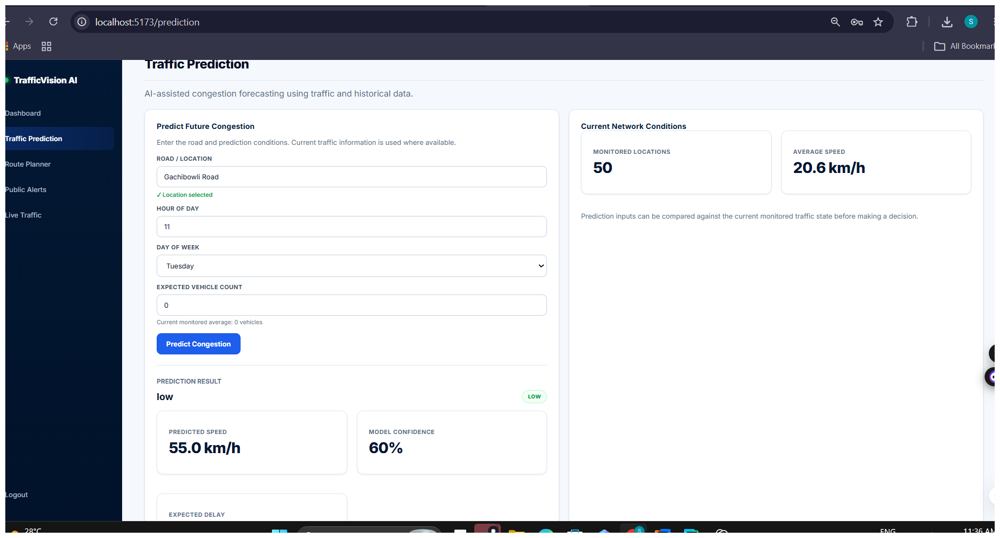 localhost:5173/prediction
S
Apps
All Bookmar
TrafficVision AI
Dashboard
Traffic Prediction
Route Planner
Public Alerts
Live Traffic
Logout
Traffic Prediction
AI-assisted congestion forecasting using traffic and historical data.
Predict Future Congestion
Enter the road and prediction conditions. Current traffic information is used where available.
ROAD / LOCATION
Gachibowli Road
✓ Location selected
HOUR OF DAY
11
DAY OF WEEK
Tuesday
EXPECTED VEHICLE COUNT
0
Current monitored average: 0 vehicles
Predict Congestion
PREDICTION RESULT
low
LOW
PREDICTED SPEED
55.0 km/h
MODEL CONFIDENCE
60%
EXPECTED DELAY
Current Network Conditions
MONITORED LOCATIONS
50
AVERAGE SPEED
20.6 km/h
Prediction inputs can be compared against the current monitored traffic state before making a decision.
28°C
S
ENG
11:36 AM